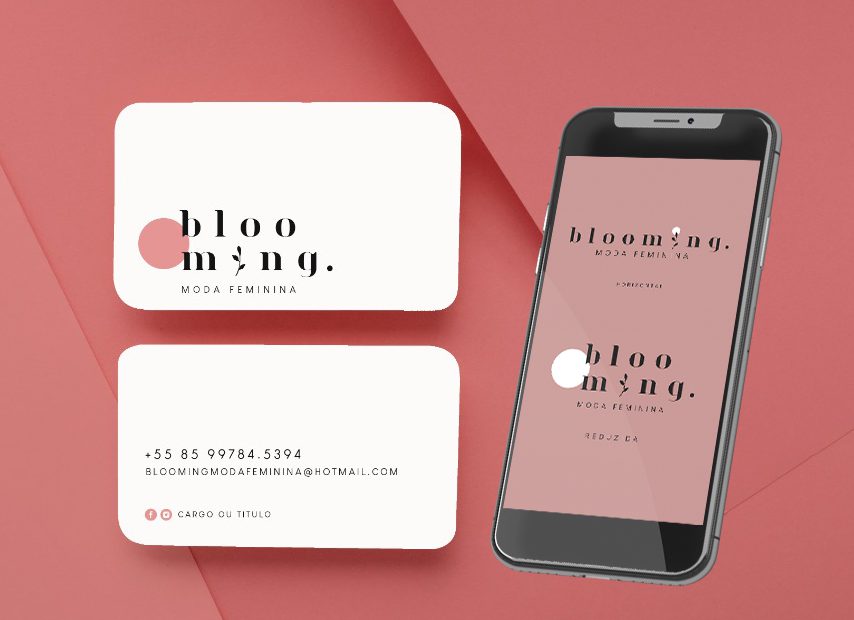 bloo
ming.
MODA FEMININA
+55 85 99784.5394
BLOOMINGMODAFEMININA@HOTMAIL.COM
CARGO OU TITULO
blooming.
MODA FEMININA
HORIZONTAL
bloo
ming.
MODA FEMININA
REDUZIDA